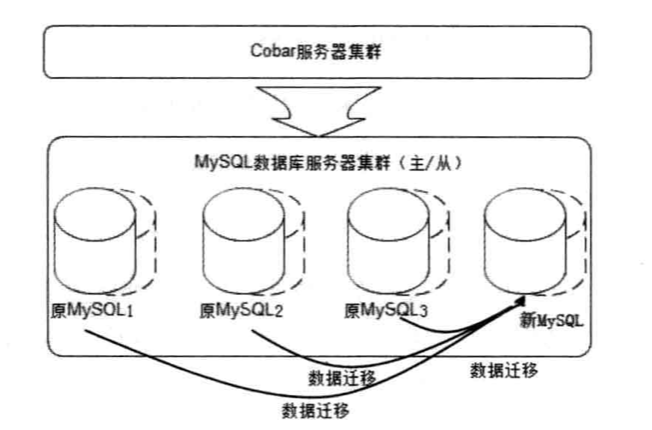 Cobar服务器集群
MySQL数据库服务器集群（主/从）
原MySOL1
原MySQL2
原MySQL3
新MySQL
数据迁移
数据迁移
数据迁移